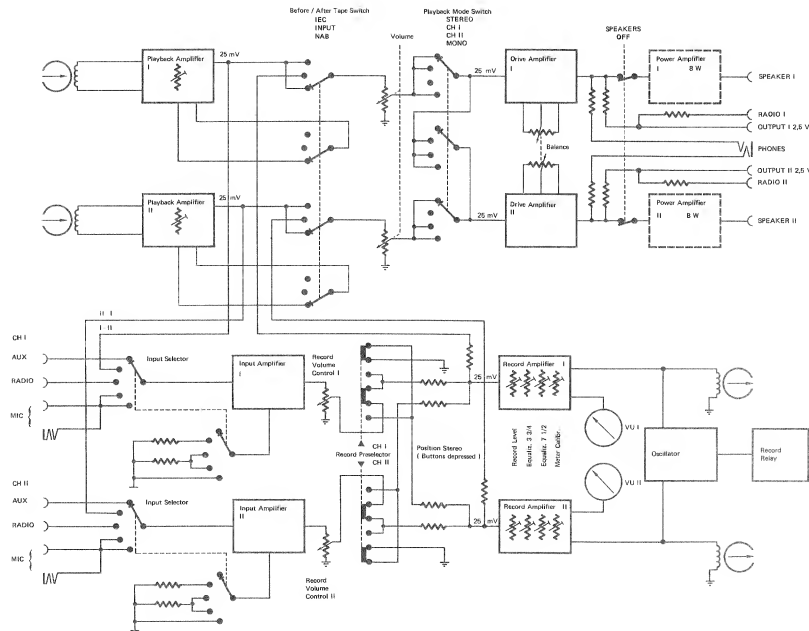 Before / After Tape Switch
IEC
INPUT
NAB
Volume
Playback Mode Switch
STEREO
CH I
CH II
MONO
SPEAKERS
OFF
Playback Amplifier
I
25 mV
25 mV
Drive Amplifier
I
Power Amplifier
I 8 W
SPEAKER I
RADIO I
OUTPUT I 2,5 V
PHONES
Balance
OUTPUT II 2,5 V
RADIO II
Playback Amplifier
II
25 mV
25 mV
Drive Amplifier
II
Power Amplifier
II 8 W
SPEAKER II
II I
I II
CH I
AUX
RADIO
MIC
Input Selector
Input Amplifier
I
Record
Volume
Control I
25 mV
Record Amplifier I
Record Level
Equaliz. 3 3/4
Equaliz. 7 1/2
Meter Calibr.
VU I
CH I
Record Preselector
CH II
Position Stereo
( Buttons depressed )
Oscillator
Record
Relay
VU II
CH II
AUX
RADIO
MIC
Input Selector
Input Amplifier
II
Record
Volume
Control II
25 mV
Record Amplifier II